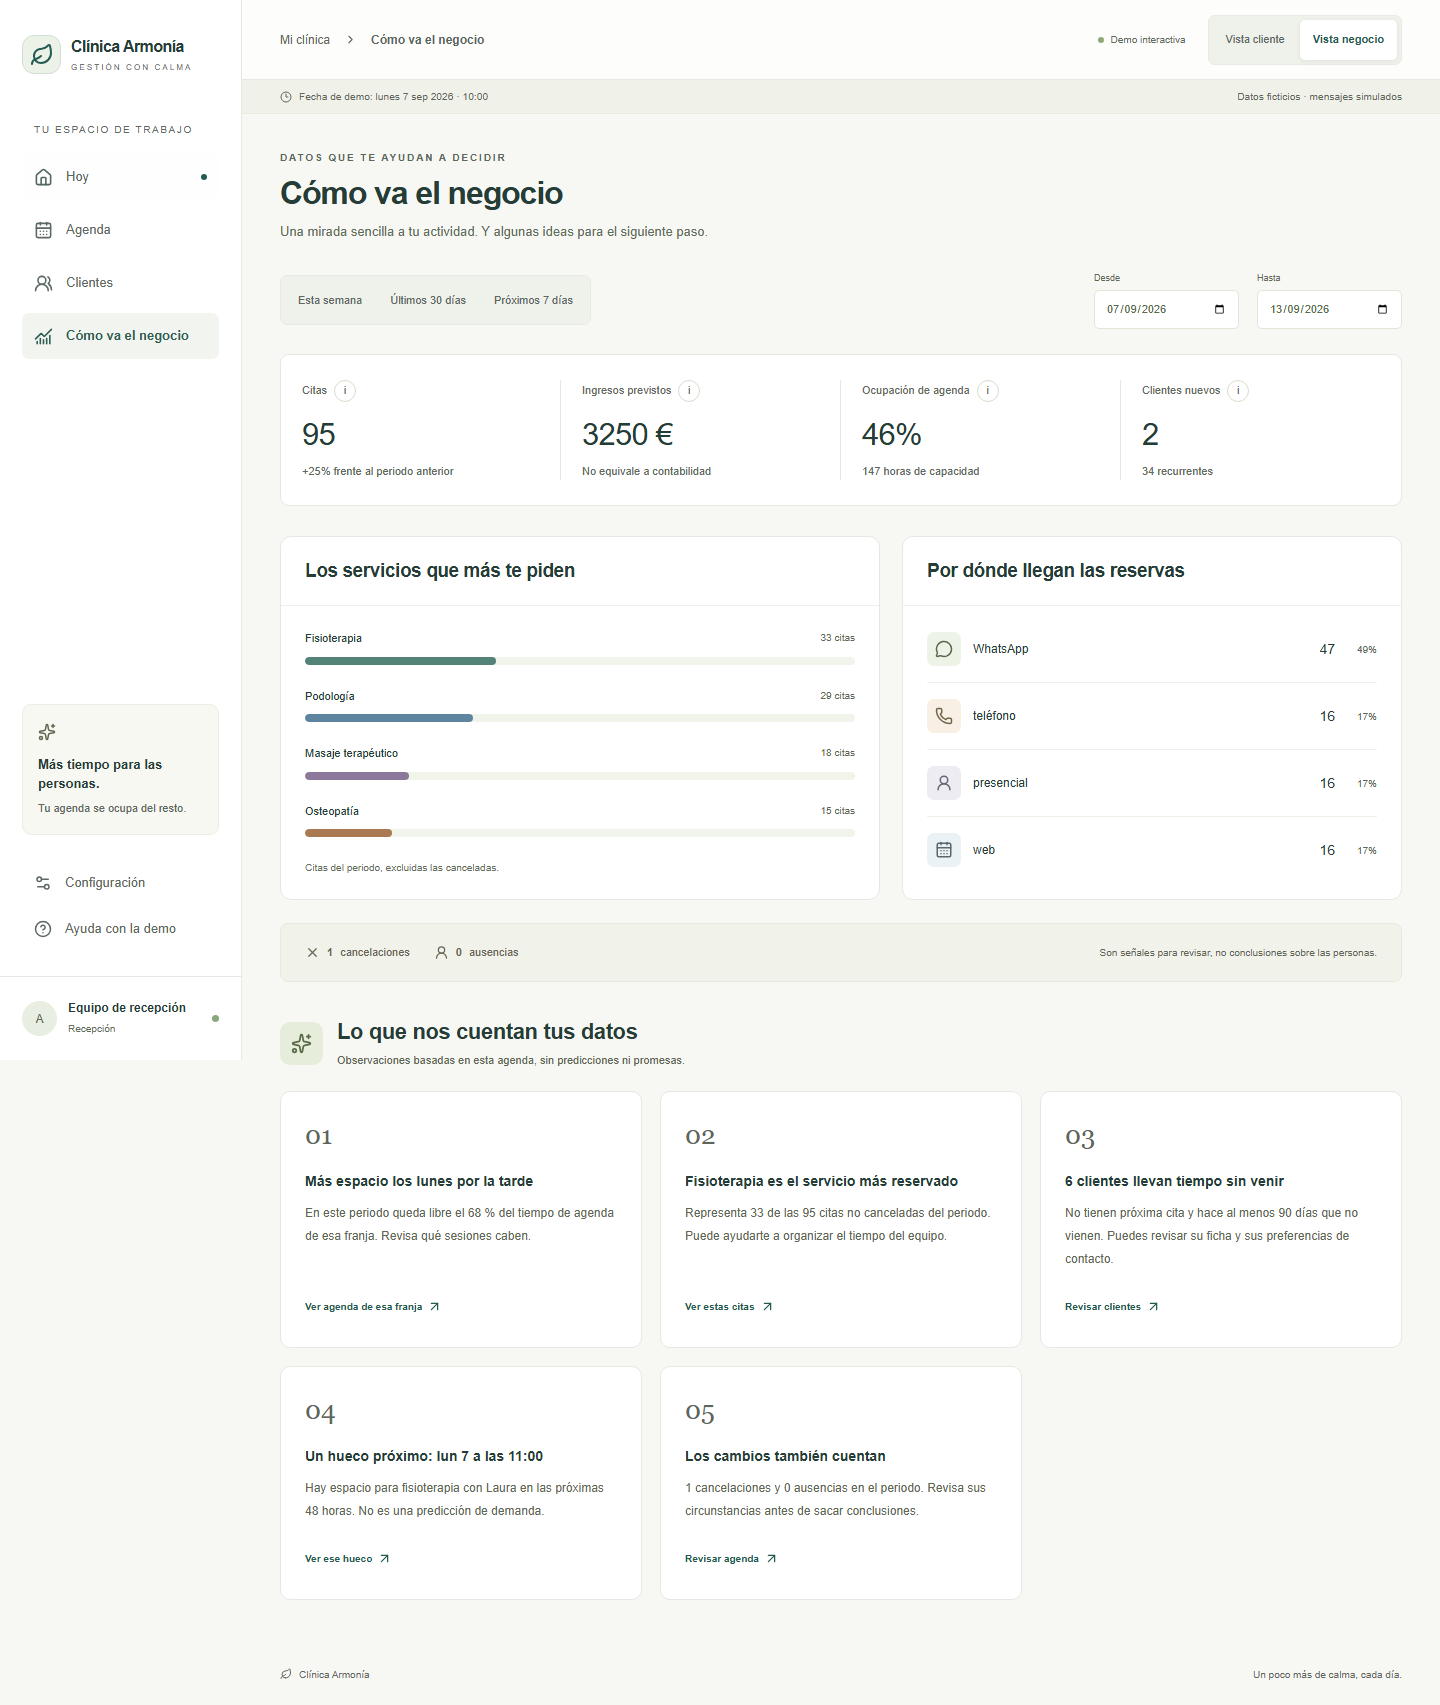 Clínica Armonía
GESTIÓN CON CALMA
TU ESPACIO DE TRABAJO
Hoy
Agenda
Clientes
Cómo va el negocio
Más tiempo para las
personas.
Tu agenda se ocupa del resto.
Configuración
Ayuda con la demo
A
Equipo de recepción
Recepción
Mi clínica > Cómo va el negocio
Demo interactiva
Vista cliente
Vista negocio
Fecha de demo: lunes 7 sep 2026 · 10:00
Datos ficticios · mensajes simulados
DATOS QUE TE AYUDAN A DECIDIR
Cómo va el negocio
Una mirada sencilla a tu actividad. Y algunas ideas para el siguiente paso.
Esta semana
Últimos 30 días
Próximos 7 días
Desde
07/09/2026
Hasta
13/09/2026
Citas i
95
+25% frente al periodo anterior
Ingresos previstos i
3250 €
No equivale a contabilidad
Ocupación de agenda i
46%
147 horas de capacidad
Clientes nuevos i
2
34 recurrentes
Los servicios que más te piden
Fisioterapia 33 citas
Podología 29 citas
Masaje terapéutico 18 citas
Osteopatía 15 citas
Citas del periodo, excluidas las canceladas.
Por dónde llegan las reservas
WhatsApp 47 49%
teléfono 16 17%
presencial 16 17%
web 16 17%
1 cancelaciones
0 ausencias
Son señales para revisar, no conclusiones sobre las personas.
Lo que nos cuentan tus datos
Observaciones basadas en esta agenda, sin predicciones ni promesas.
01
Más espacio los lunes por la tarde
En este periodo queda libre el 68 % del tiempo de agenda
de esa franja. Revisa qué sesiones caben.
Ver agenda de esa franja
02
Fisioterapia es el servicio más reservado
Representa 33 de las 95 citas no canceladas del periodo.
Puede ayudarte a organizar el tiempo del equipo.
Ver estas citas
03
6 clientes llevan tiempo sin venir
No tienen próxima cita y hace al menos 90 días que no
vienen. Puedes revisar su ficha y sus preferencias de
contacto.
Revisar clientes
04
Un hueco próximo: lun 7 a las 11:00
Hay espacio para fisioterapia con Laura en las próximas
48 horas. No es una predicción de demanda.
Ver ese hueco
05
Los cambios también cuentan
1 cancelaciones y 0 ausencias en el periodo. Revisa sus
circunstancias antes de sacar conclusiones.
Revisar agenda
Clínica Armonía
Un poco más de calma, cada día.